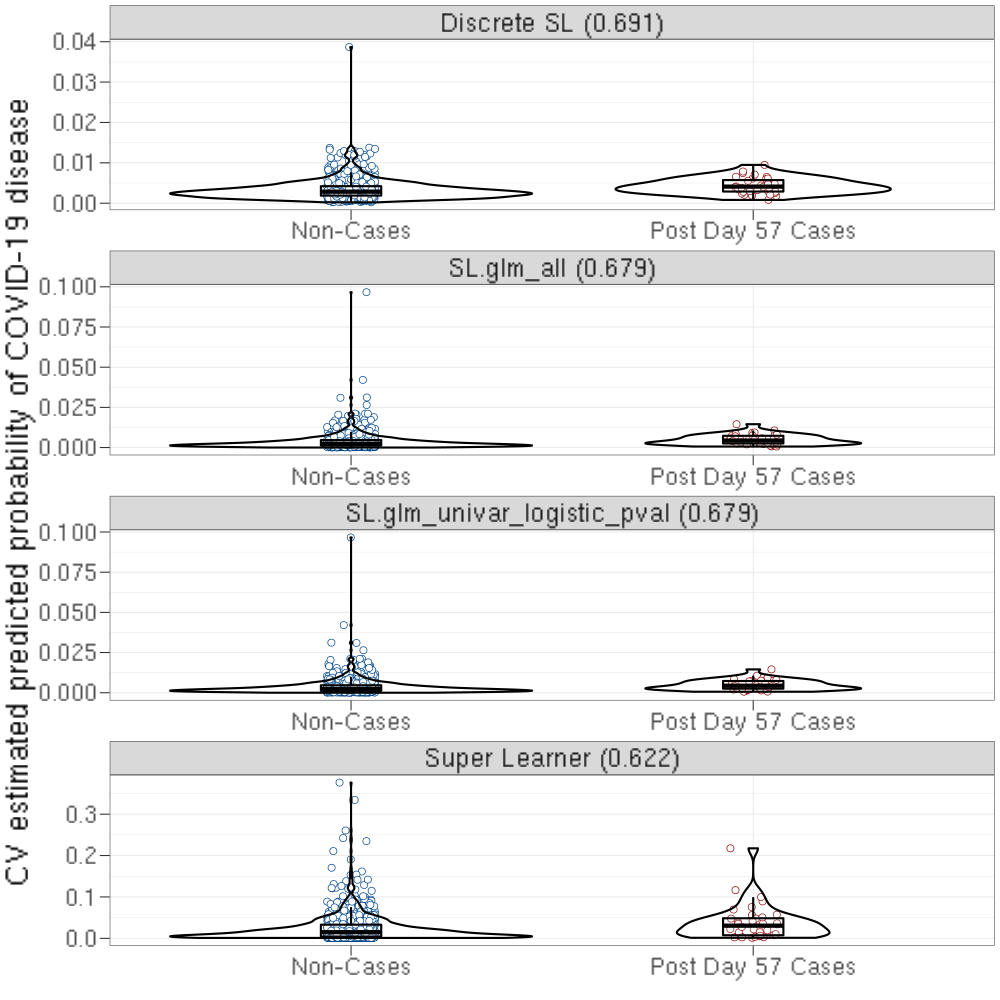 CV estimated predicted probability of COVID-19 disease
Discrete SL (0.691)
0.04
0.03
0.02
0.01
0.00
Non-Cases Post Day 57 Cases
SL.glm_all (0.679)
0.100
0.075
0.050
0.025
0.000
Non-Cases Post Day 57 Cases
SL.glm_univar_logistic_pval (0.679)
0.100
0.075
0.050
0.025
0.000
Non-Cases Post Day 57 Cases
Super Learner (0.622)
0.3
0.2
0.1
0.0
Non-Cases Post Day 57 Cases